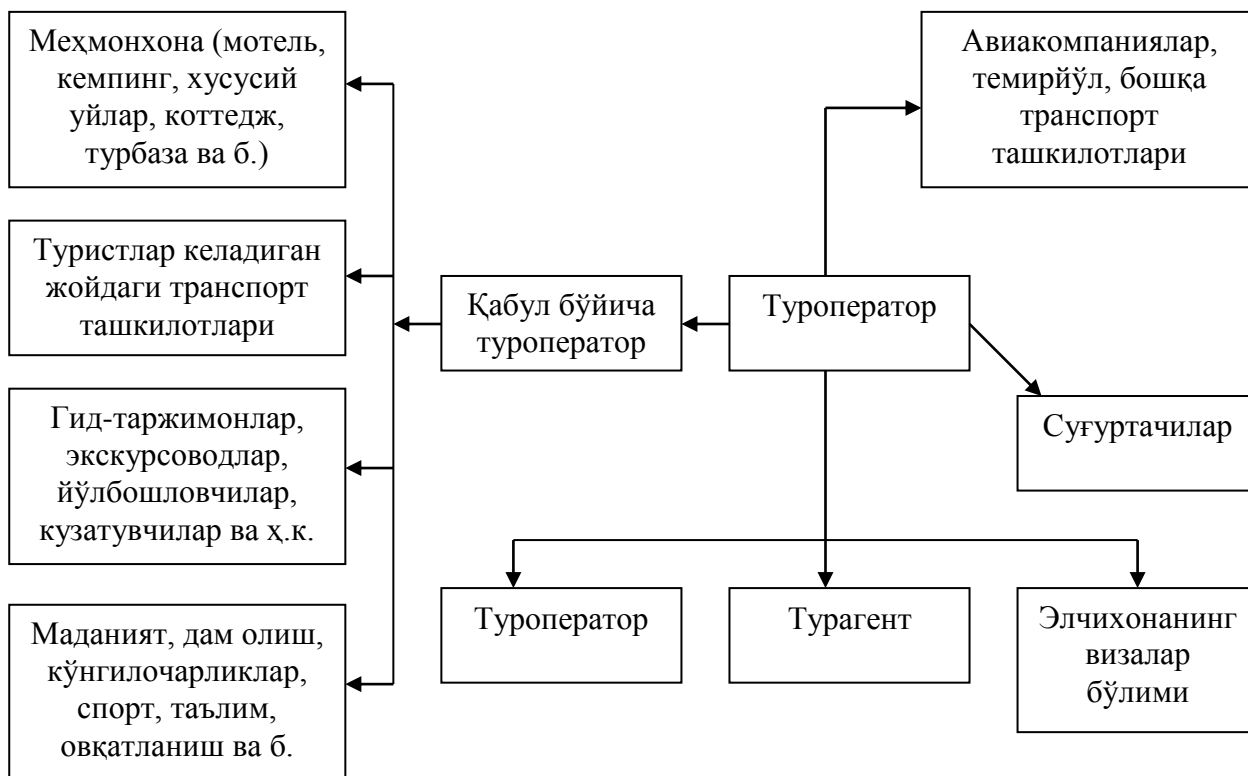 Меҳмонхона (мотель,
кемпинг, хусусий
уйлар, коттедж,
турбаза ва б.)
Авиакомпаниялар,
темирйўл, бошқа
транспорт
ташкилотлари
Туристлар келадиган
жойдаги транспорт
ташкилотлари
Қабул бўйича
туроператор
Туроператор
Гид-таржимонлар,
экскурсоводлар,
йўлбошловчилар,
кузатувчилар ва ҳ.к.
Суғуртачилар
Маданият, дам олиш,
кўнгилочарликлар,
спорт, таълим,
овқатланиш ва б.
Туроператор
Турагент
Элчихонанинг
визалар
бўлими